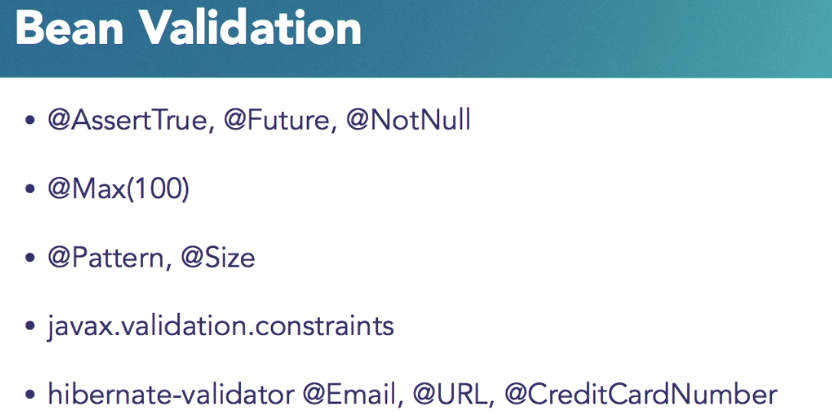 Bean Validation
• @AssertTrue, @Future, @NotNull
• @Max(100)
• @Pattern, @Size
• javax.validation.constraints
• hibernate-validator @Email, @URL, @CreditCardNumber